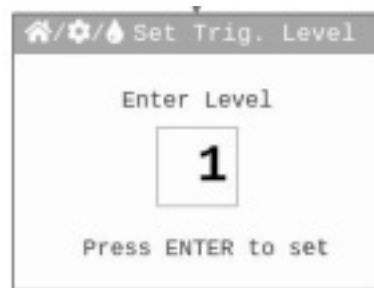 / / Set Trig. Level
Enter Level
1
Press ENTER to set